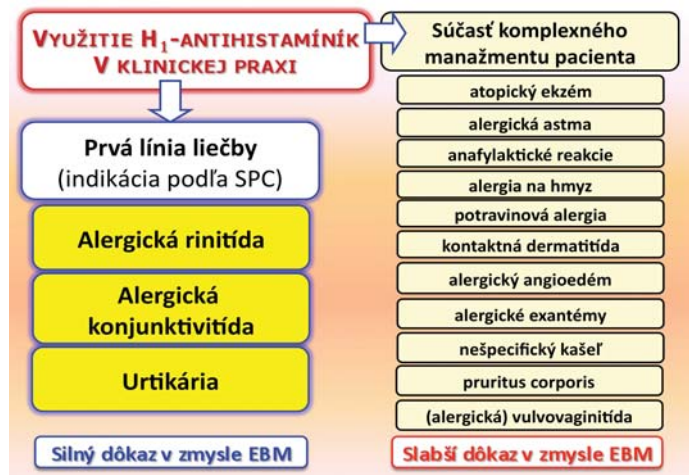 VYUŽITIE H1-ANTIHISTAMÍNÍK
V KLINICKEJ PRAXI
Prvá línia liečby
(indikácia podľa SPC)
Alergická rinitída
Alergická
konjunktivitída
Urtikária
Silný dôkaz v zmysle EBM
Súčasť komplexného
manažmentu pacienta
atopický ekzém
alergická astma
anafylaktické reakcie
alergia na hmyz
potravinová alergia
kontaktná dermatitída
alergický angioedém
alergické exantémy
nešpecifický kašeľ
pruritus corporis
(alergická) vulvovaginitída
Slabší dôkaz v zmysle EBM